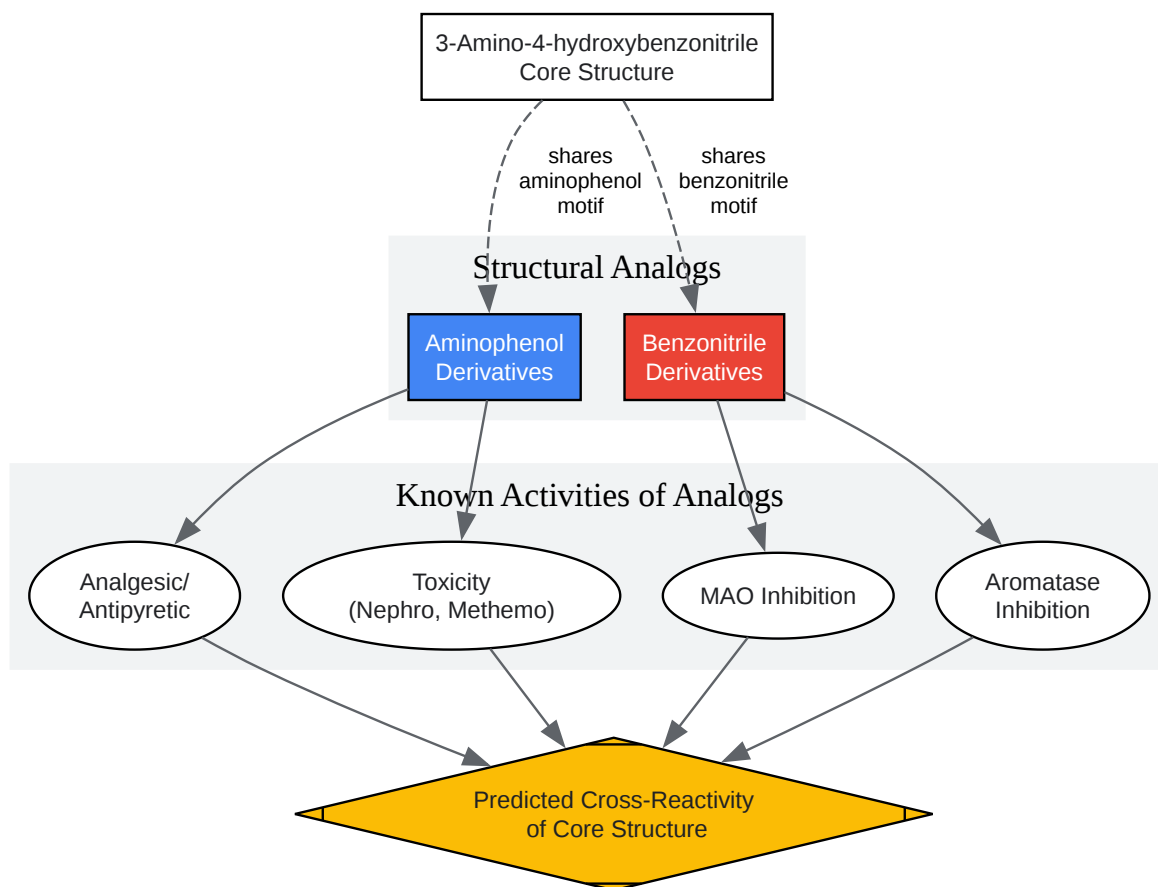 3-Amino-4-hydroxybenzonitrile
Core Structure
shares
aminophenol
motif
shares
benzonitrile
motif
Structural Analogs
Aminophenol
Derivatives
Benzonitrile
Derivatives
Known Activities of Analogs
Analgesic/
Antipyretic
Toxicity
(Nephro, Methemo)
MAO Inhibition
Aromatase
Inhibition
Predicted Cross-Reactivity
of Core Structure